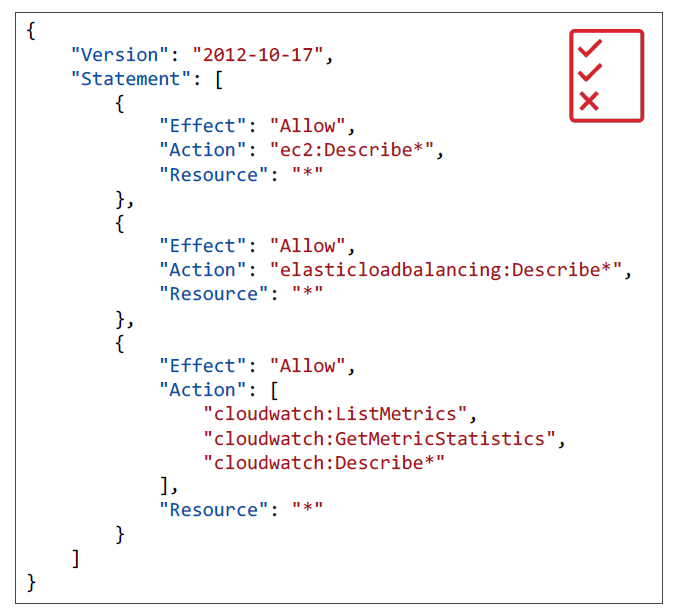 {
    "Version": "2012-10-17",
    "Statement": [
        {
            "Effect": "Allow",
            "Action": "ec2:Describe*",
            "Resource": "*"
        },
        {
            "Effect": "Allow",
            "Action": "elasticloadbalancing:Describe*",
            "Resource": "*"
        },
        {
            "Effect": "Allow",
            "Action": [
                "cloudwatch:ListMetrics",
                "cloudwatch:GetMetricStatistics",
                "cloudwatch:Describe*"
            ],
            "Resource": "*"
        }
    ]
}